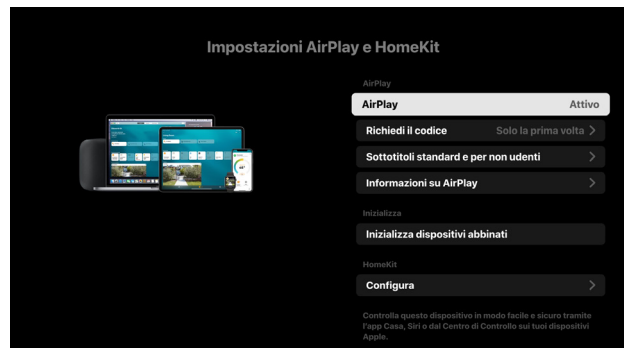 Impostazioni AirPlay e HomeKit
AirPlay
AirPlay Attivo
Richiedi il codice Solo la prima volta
Sottotitoli standard e per non udenti
Informazioni su AirPlay
Inizializza
Inizializza dispositivi abbinati
HomeKit
Configura
Controlla questo dispositivo in modo facile e sicuro tramite
l'app Casa, Siri o dal Centro di Controllo sui tuoi dispositivi
Apple.